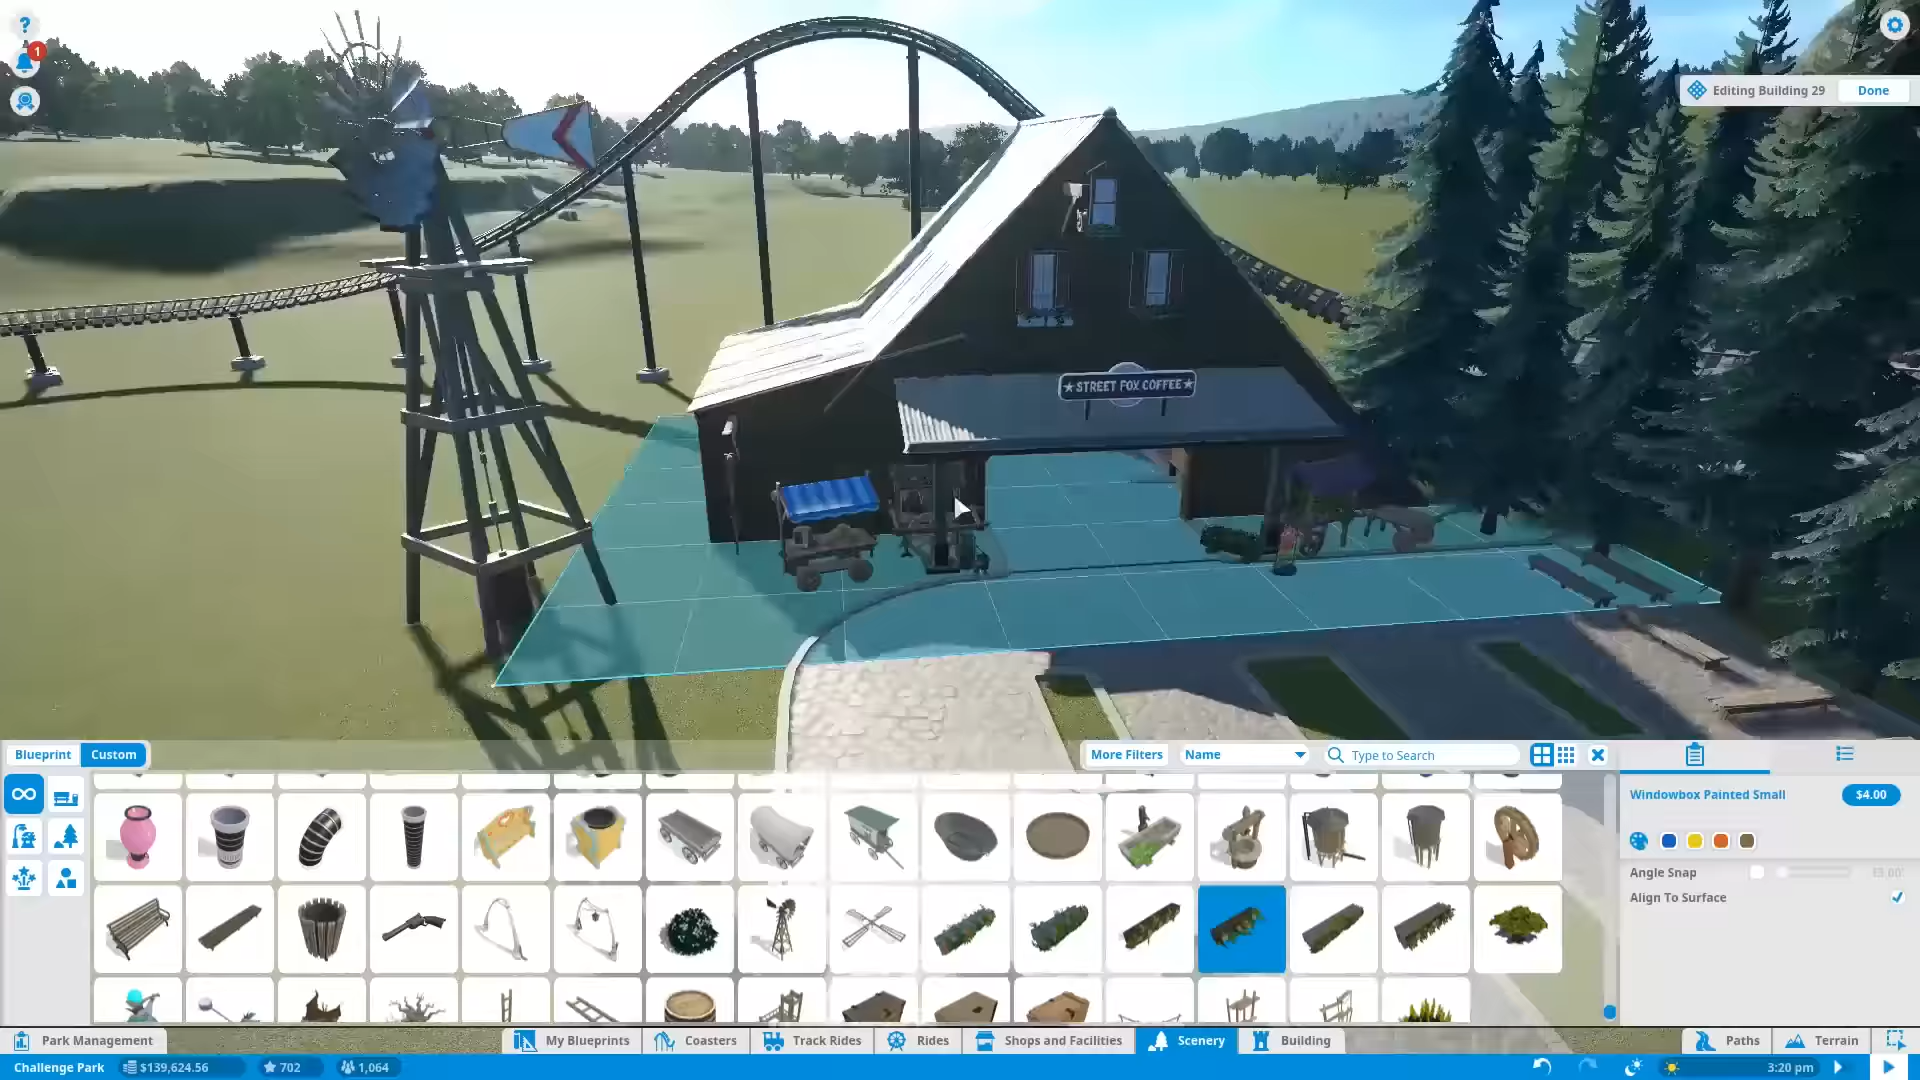 ?
1
Editing Building 29
Done
★STREET FOX COFFEE★
Blueprint
Custom
More Filters
Name
Type to Search
Windowbox Painted Small
$4.00
Angle Snap
Align To Surface
Park Management
My Blueprints
Coasters
Track Rides
Rides
Shops and Facilities
Scenery
Building
Paths
Terrain
Challenge Park
$139,624.56
702
1,064
3:20 pm